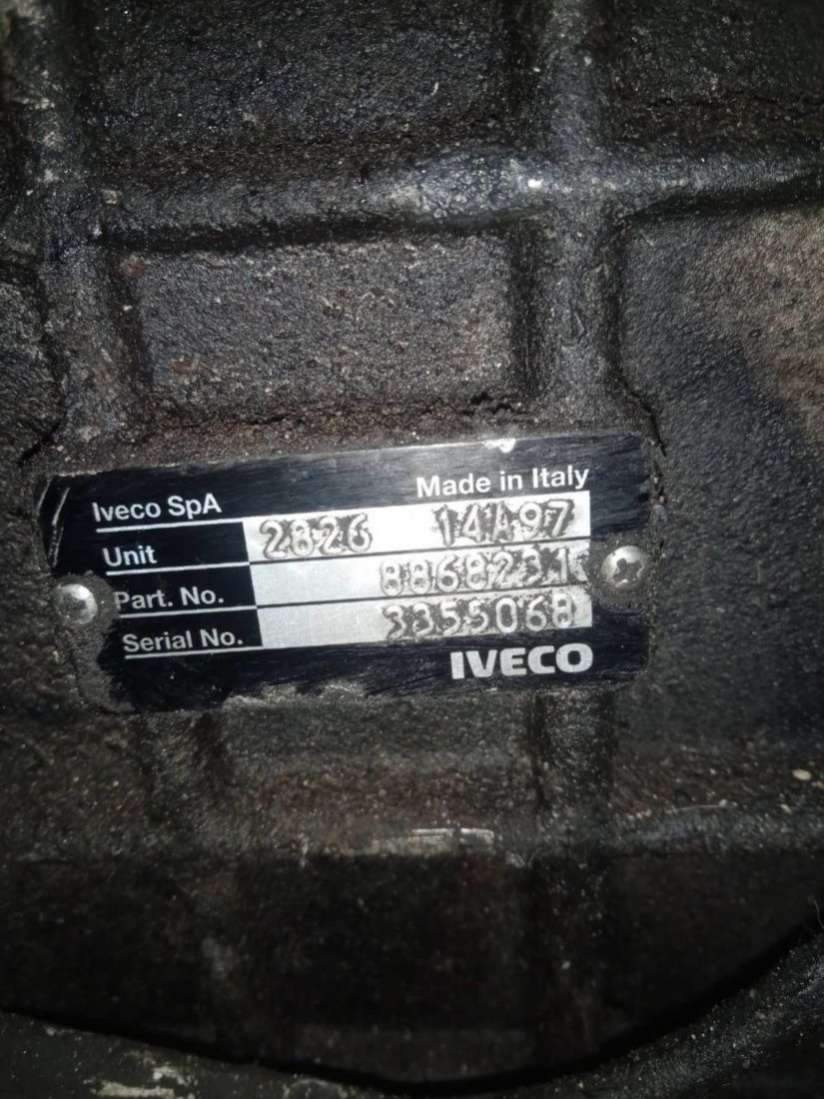 Iveco SpA Made in Italy
Unit 2826 14A97
Part. No. 8868231
Serial No. 3355068
IVECO